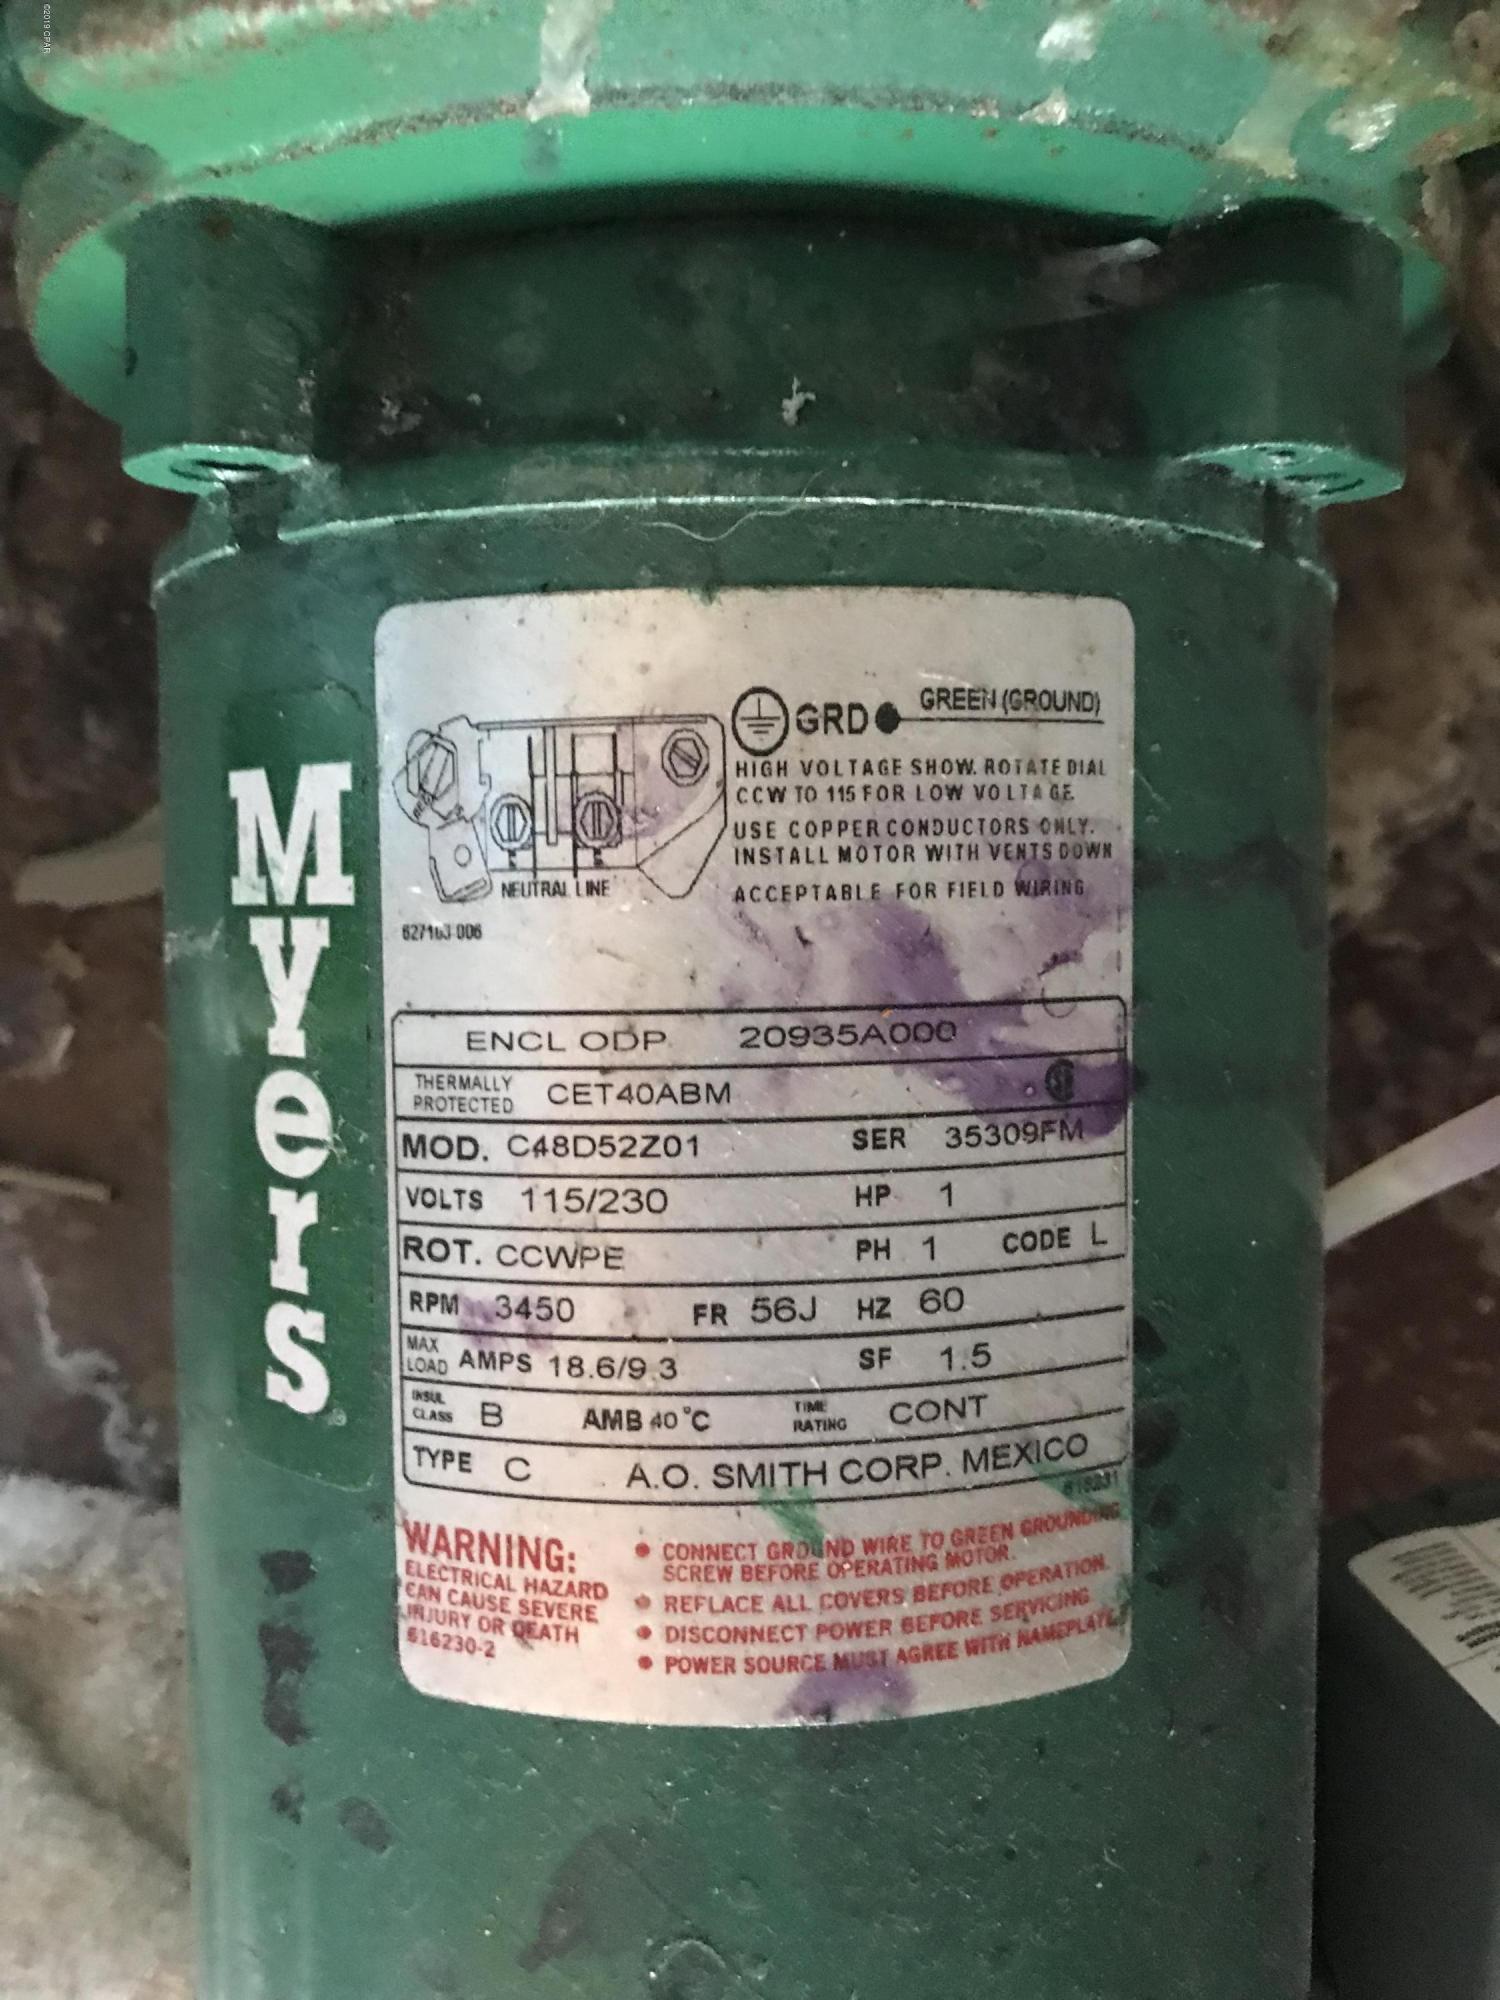 ©2019 CPAR
Myers
GRD GREEN (GROUND)
HIGH VOLTAGE SHOW. ROTATE DIAL
CCW TO 115 FOR LOW VOLTAGE.
USE COPPER CONDUCTORS ONLY.
INSTALL MOTOR WITH VENTS DOWN
ACCEPTABLE FOR FIELD WIRING
NEUTRAL LINE
627163-006
ENCL ODP 20935A000
THERMALLY PROTECTED CET40ABM
MOD. C48D52Z01 SER 35309FM
VOLTS 115/230 HP 1
ROT. CCWPE PH 1 CODE L
RPM 3450 FR 56J HZ 60
MAX LOAD AMPS 18.6/9.3 SF 1.5
INSUL CLASS B AMB 40°C TIME RATING CONT
TYPE C A.O. SMITH CORP. MEXICO
616231
WARNING:
ELECTRICAL HAZARD
CAN CAUSE SEVERE
INJURY OR DEATH
616230-2
• CONNECT GROUND WIRE TO GREEN GROUNDING
SCREW BEFORE OPERATING MOTOR.
• REPLACE ALL COVERS BEFORE OPERATION.
• DISCONNECT POWER BEFORE SERVICING
• POWER SOURCE MUST AGREE WITH NAMEPLATE